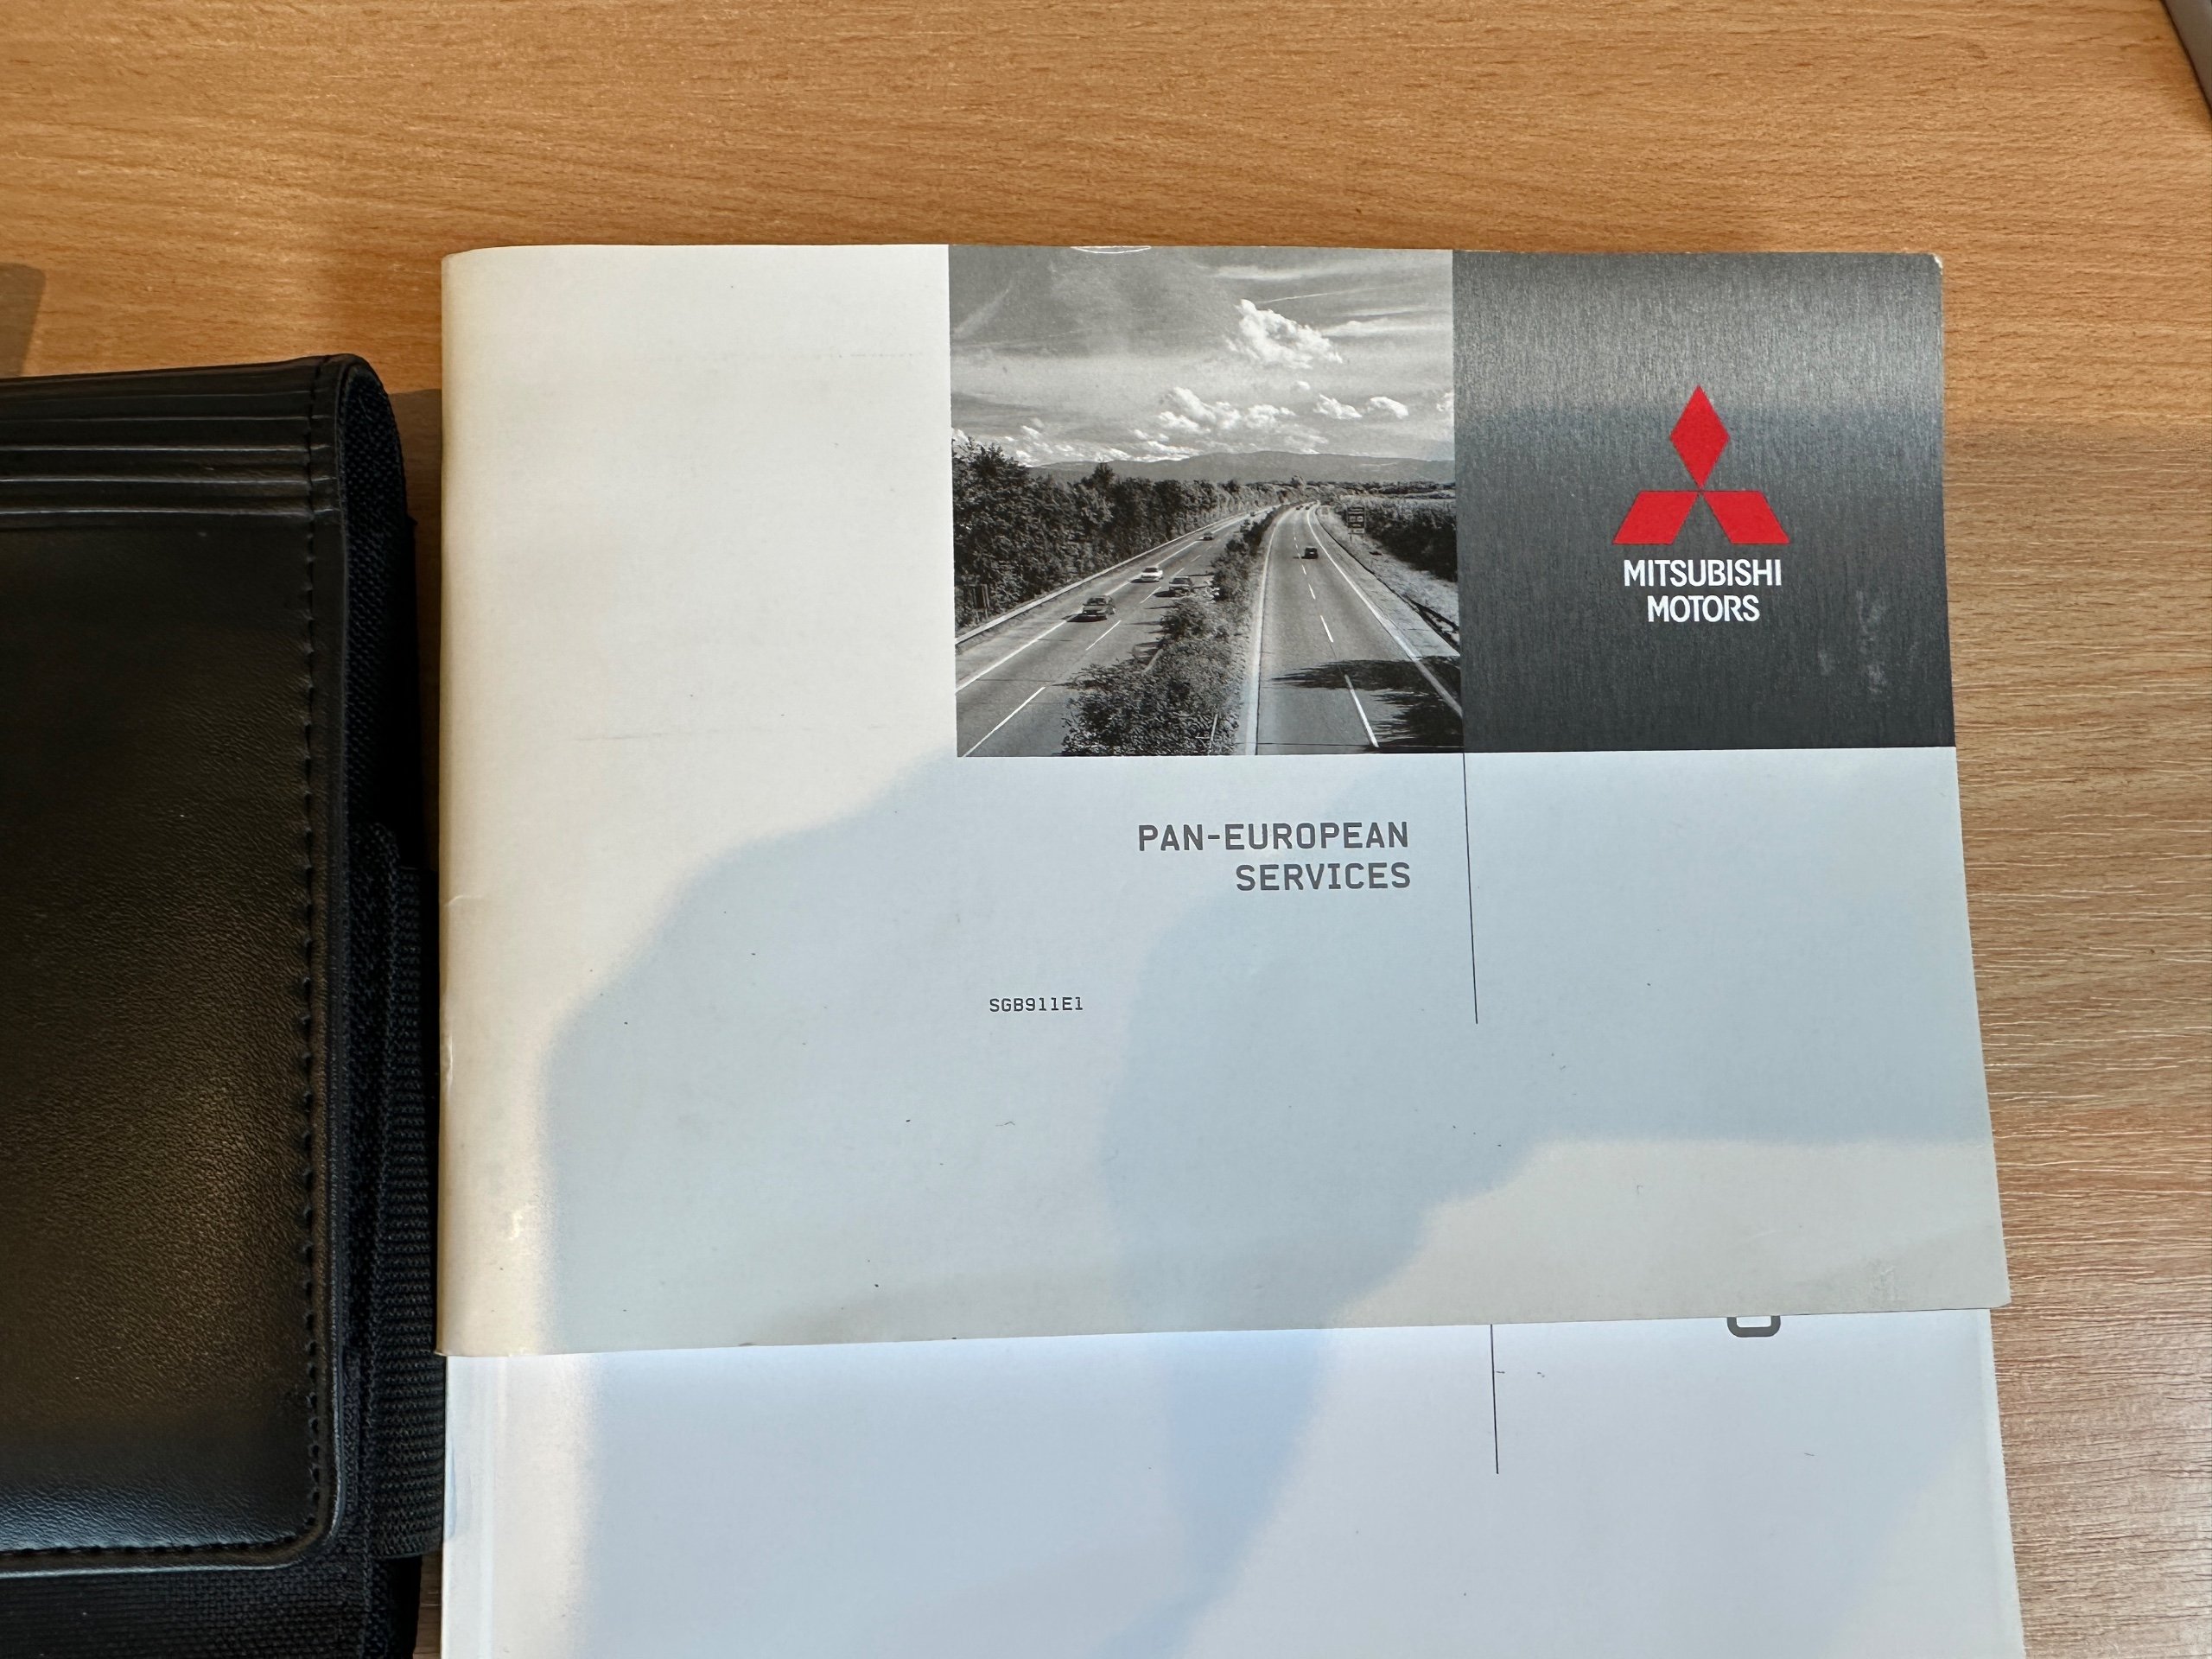 MITSUBISHI
MOTORS
PAN-EUROPEAN
SERVICES
SGB911E1